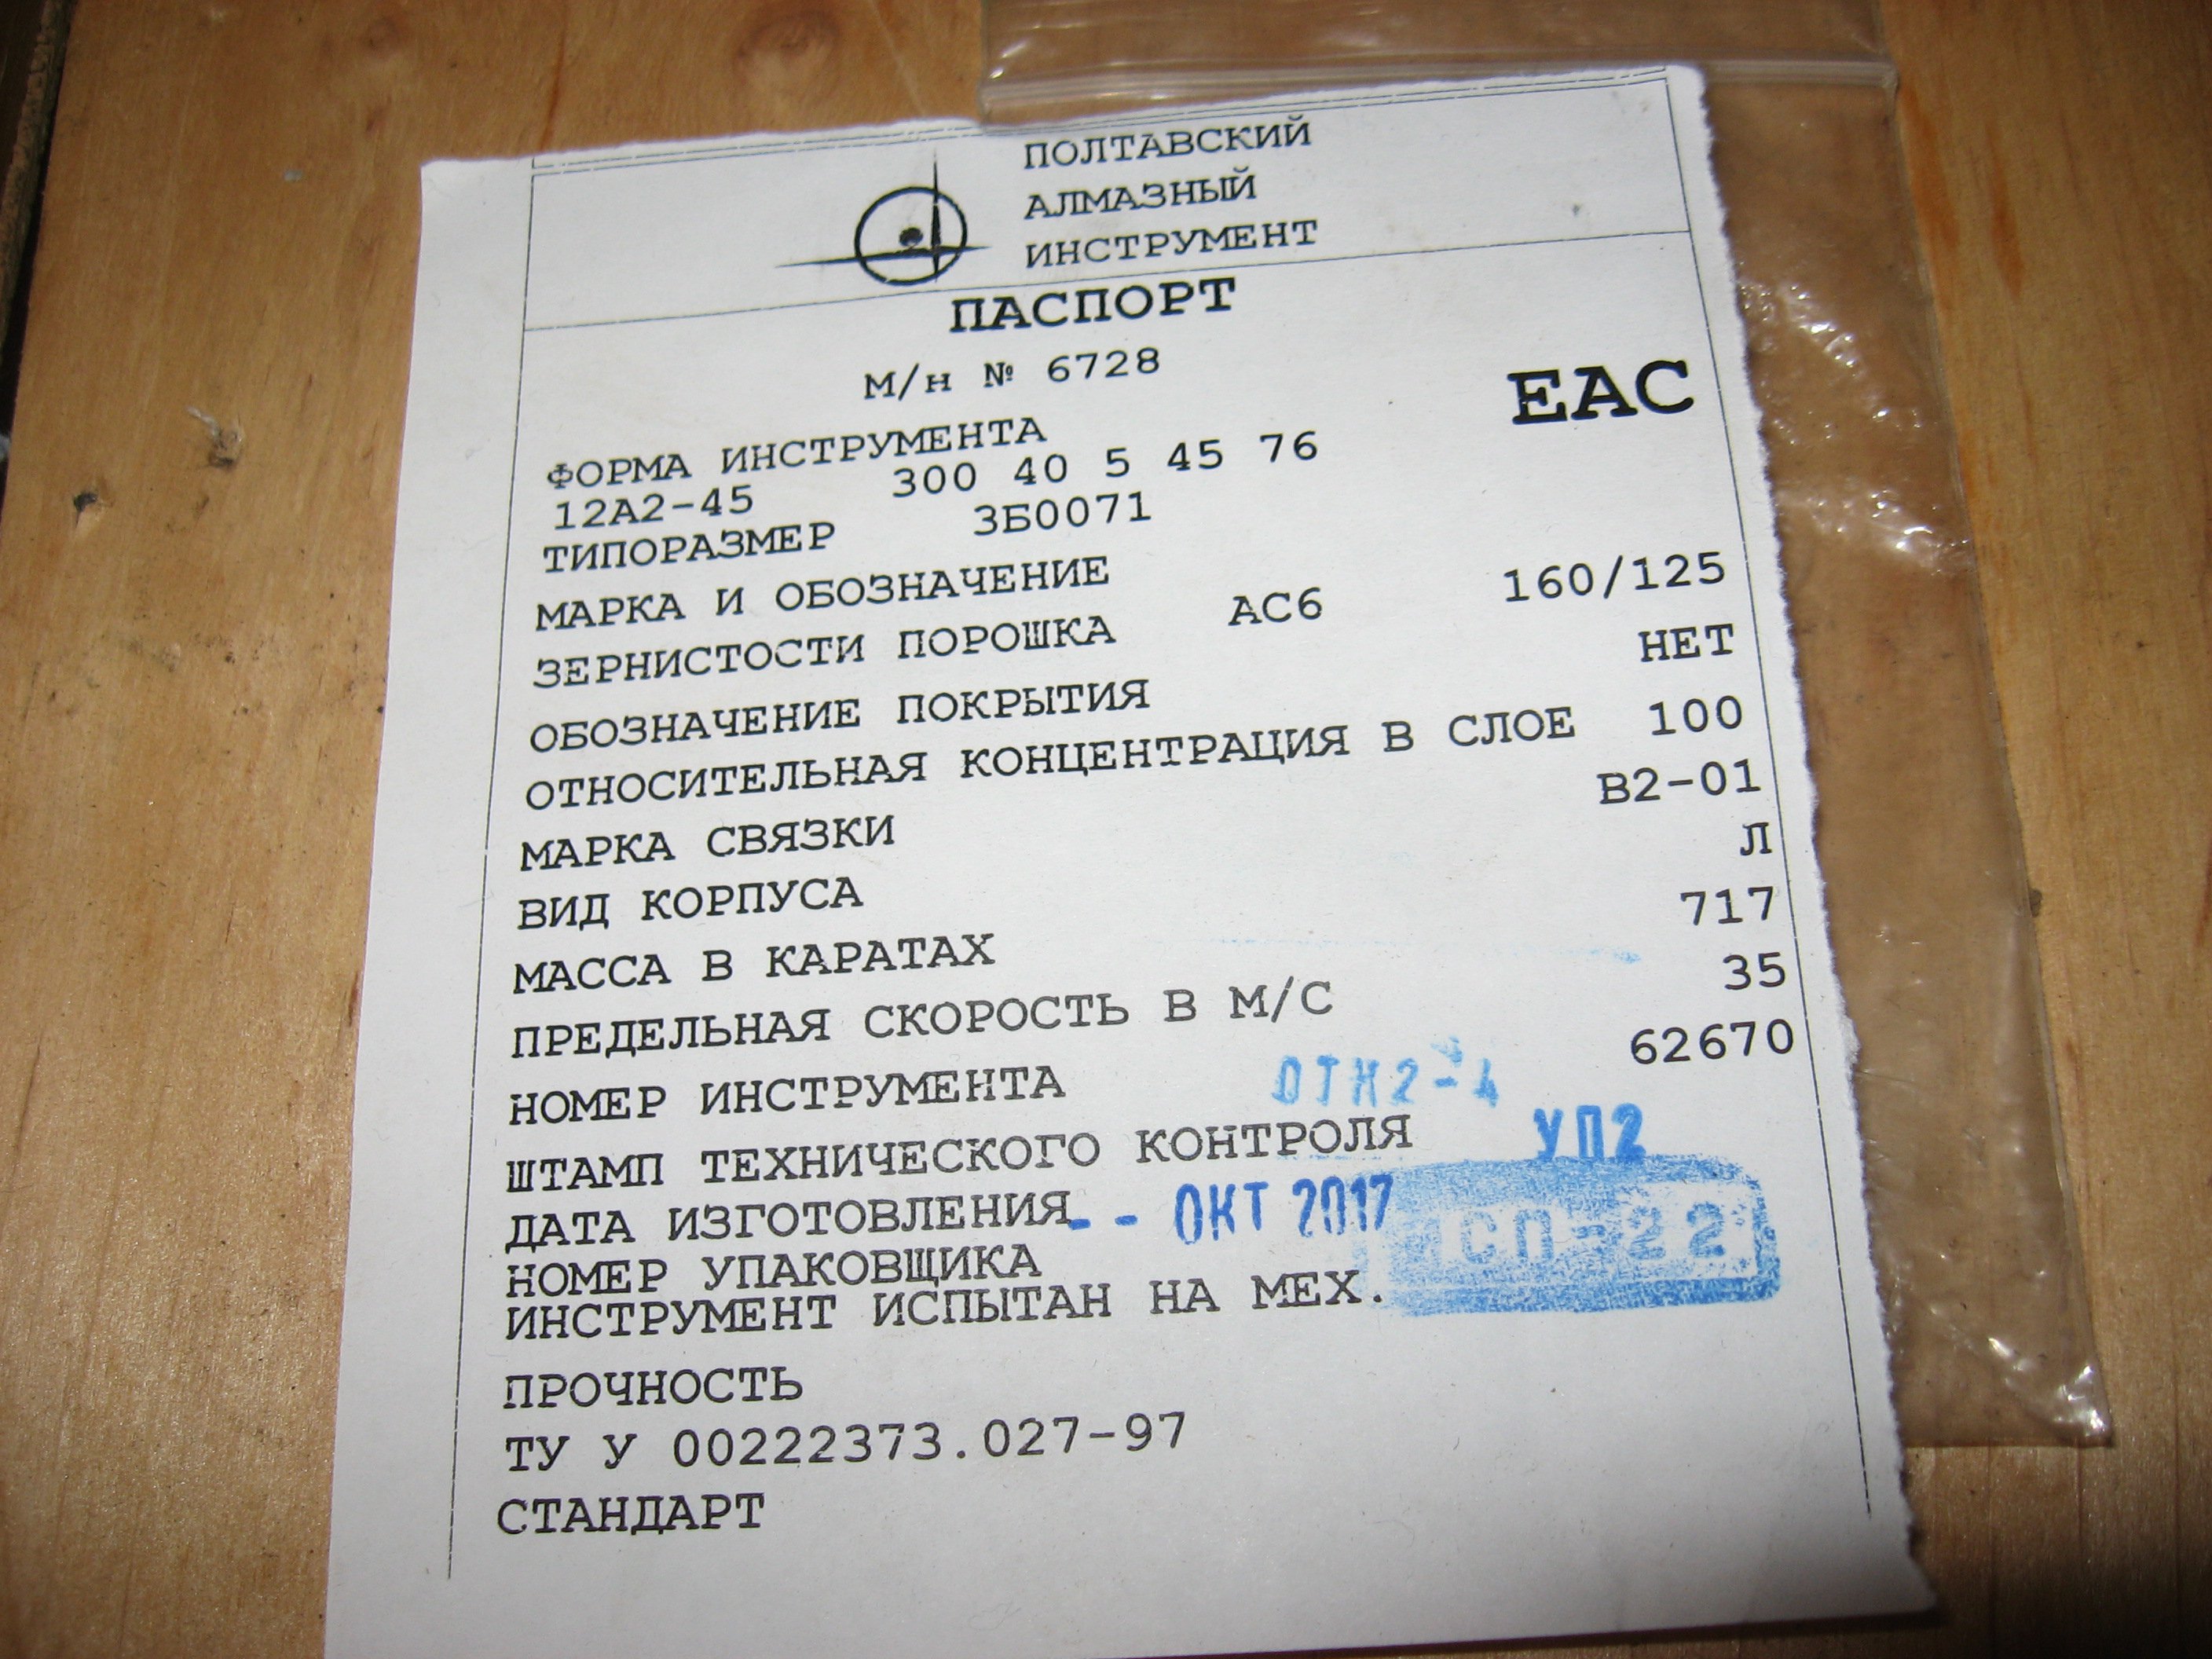 ПОЛТАВСКИЙ
АЛМАЗНЫЙ
ИНСТРУМЕНТ
ПАСПОРТ
М/н № 6728
ЕАС
ФОРМА ИНСТРУМЕНТА
12А2-45 300 40 5 45 76
ТИПОРАЗМЕР 3Б0071
МАРКА И ОБОЗНАЧЕНИЕ
ЗЕРНИСТОСТИ ПОРОШКА АС6 160/125
ОБОЗНАЧЕНИЕ ПОКРЫТИЯ НЕТ
ОТНОСИТЕЛЬНАЯ КОНЦЕНТРАЦИЯ В СЛОЕ 100
МАРКА СВЯЗКИ В2-01
ВИД КОРПУСА Л
МАССА В КАРАТАХ 717
ПРЕДЕЛЬНАЯ СКОРОСТЬ В М/С 35
НОМЕР ИНСТРУМЕНТА 62670
ШТАМП ТЕХНИЧЕСКОГО КОНТРОЛЯ УП2
ДАТА ИЗГОТОВЛЕНИЯ -- ОКТ 2017
НОМЕР УПАКОВЩИКА
ИНСТРУМЕНТ ИСПЫТАН НА МЕХ.
ПРОЧНОСТЬ
ТУ У 00222373.027-97
СТАНДАРТ